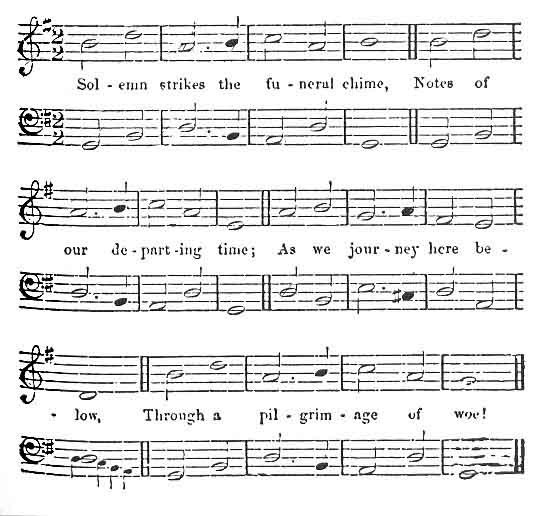 Sol - emn strikes the fu - neral chime, Notes of
our de - part - ing time; As we jour - ney here be -
- low, Through a pil - grim - age of woe!